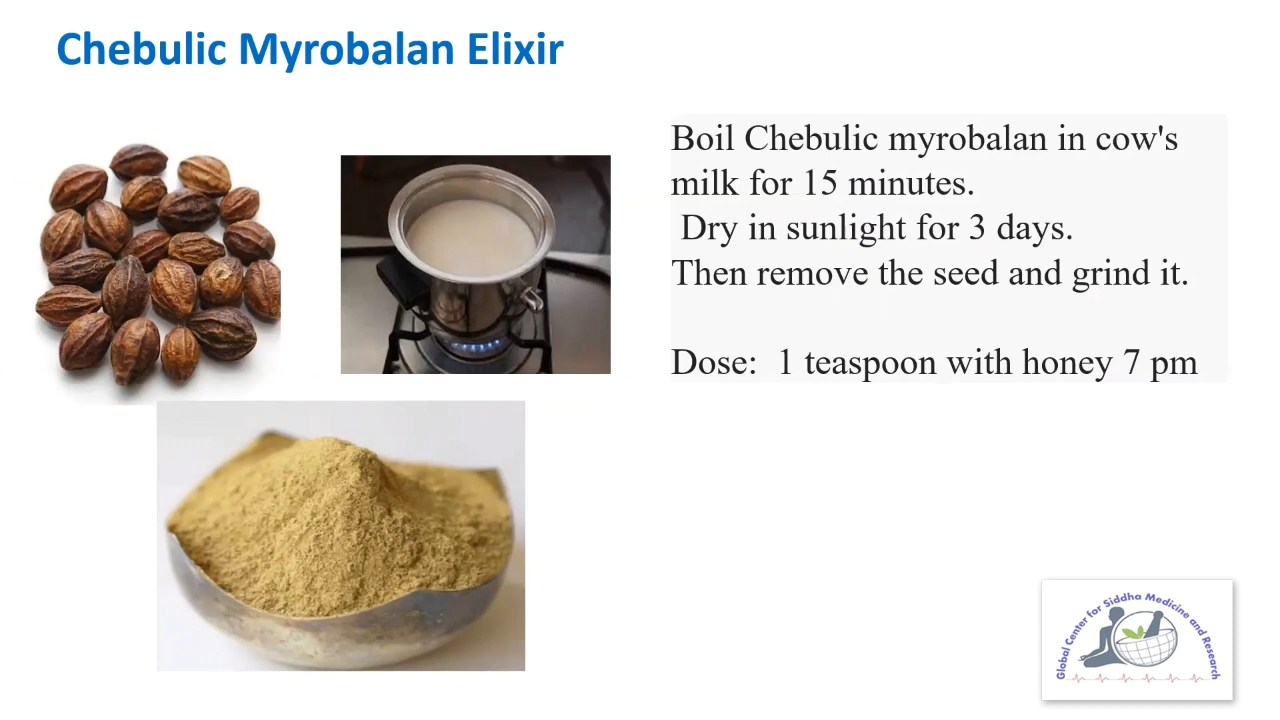 Chebulic Myrobalan Elixir
Boil Chebulic myrobalan in cow's
milk for 15 minutes.
Dry in sunlight for 3 days.
Then remove the seed and grind it.
Dose:  1 teaspoon with honey 7 pm
Global Center for Siddha Medicine and Research